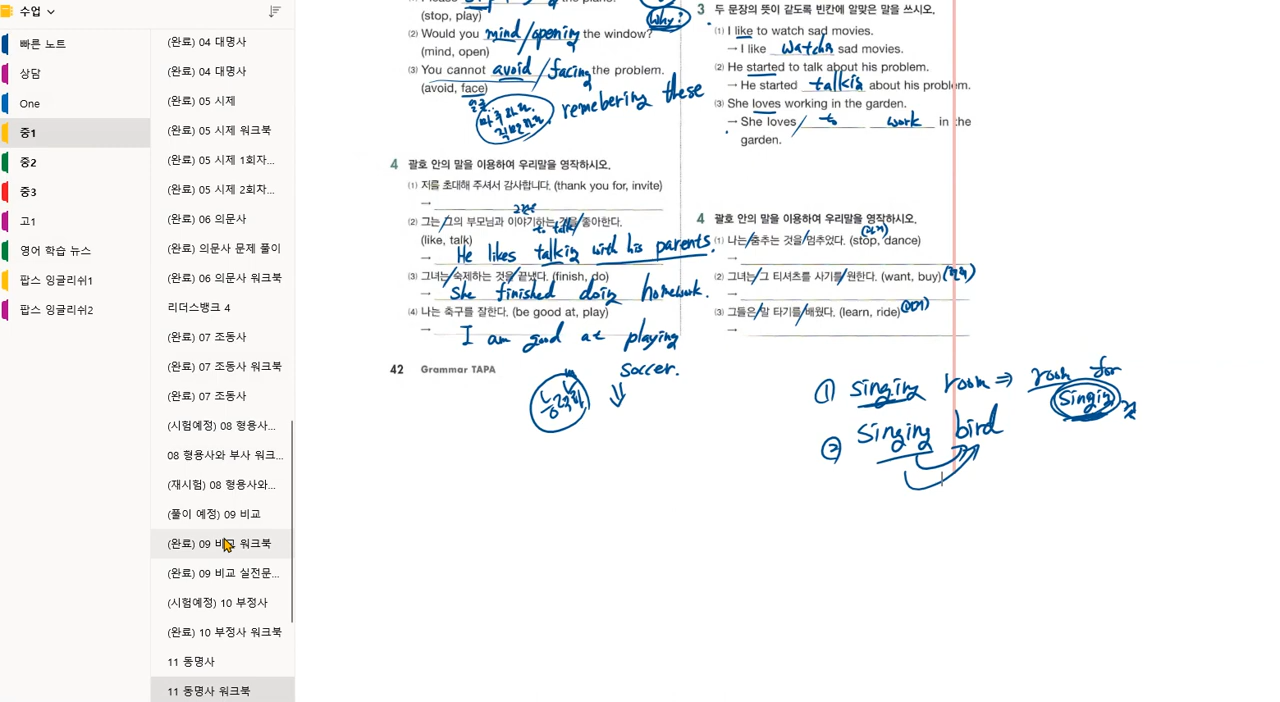 수업
빠른 노트
상담
One
중1
중2
중3
고1
영어 학습 뉴스
팝스 잉글리쉬1
팝스 잉글리쉬2
(완료) 04 대명사
(완료) 04 대명사
(완료) 05 시제
(완료) 05 시제 워크북
(완료) 05 시제 1회자...
(완료) 05 시제 2회자...
(완료) 06 의문사
(완료) 의문사 문제 풀이
(완료) 06 의문사 워크북
리더스뱅크 4
(완료) 07 조동사
(완료) 07 조동사 워크북
(완료) 07 조동사
(시험예정) 08 형용사...
08 형용사와 부사 워크...
(재시험) 08 형용사와...
(풀이 예정) 09 비교
(완료) 09 비교 워크북
(완료) 09 비교 실전문...
(시험예정) 10 부정사
(완료) 10 부정사 워크북
11 동명사
11 동명사 워크북
(stop, play)
Why?
(2) Would you mind / opening the window?
(mind, open)
(3) You cannot avoid / facing the problem.
(avoid, face)
remebering these
4 괄호 안의 말을 이용하여 우리말을 영작하시오.
(1) 저를 초대해 주셔서 감사합니다. (thank you for, invite)
→
(2) 그는 그의 부모님과 이야기하는 것을 좋아한다.
to talk
(like, talk)
→ He likes talking with his parents.
(3) 그녀는 숙제하는 것을 끝냈다. (finish, do)
→ She finished doing homework.
(4) 나는 축구를 잘한다. (be good at, play)
→ I am good at playing
soccer.
42 Grammar TAPA
3 두 문장의 뜻이 같도록 빈칸에 알맞은 말을 쓰시오.
(1) I like to watch sad movies.
→ I like watchig sad movies.
(2) He started to talk about his problem.
→ He started talkig about his problem.
(3) She loves working in the garden.
→ She loves / to work in the
garden.
4 괄호 안의 말을 이용하여 우리말을 영작하시오.
(1) 나는 춤추는 것을 멈추었다. (stop, dance)
→
(2) 그녀는 그 티셔츠를 사기를 원한다. (want, buy)
→
(3) 그들은 말 타기를 배웠다. (learn, ride)
→
① singing room ⇒ room for
singing
② singing bird